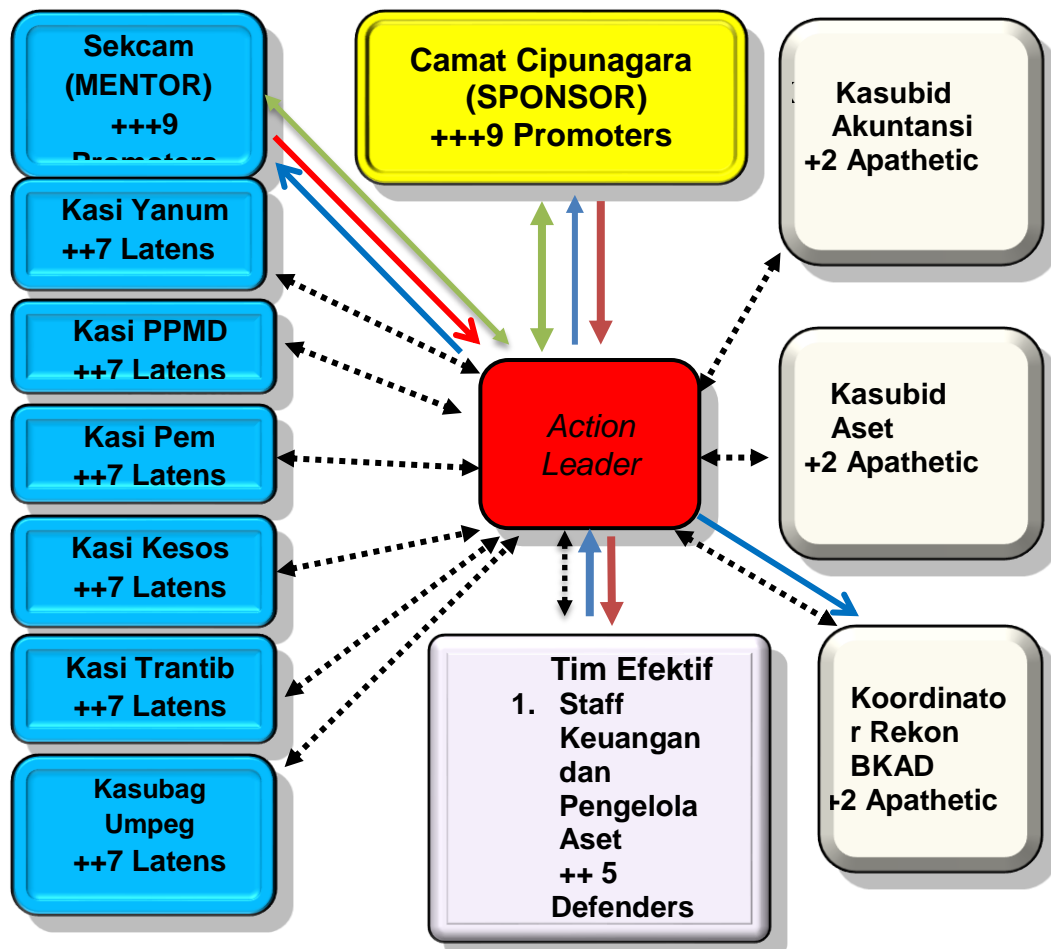 Sekcam
(MENTOR)
+++9
Promoters
Kasi Yanum
++7 Latens
Kasi PPMD
++7 Latens
Kasi Pem
++7 Latens
Kasi Kesos
++7 Latens
Kasi Trantib
++7 Latens
Kasubag
Umpeg
++7 Latens
Camat Cipunagara
(SPONSOR)
+++9 Promoters
Action
Leader
Tim Efektif
1. Staff
Keuangan
dan
Pengelola
Aset
++ 5
Defenders
Kasubid
Akuntansi
+2 Apathetic
Kasubid
Aset
+2 Apathetic
Koordinato
r Rekon
BKAD
+2 Apathetic